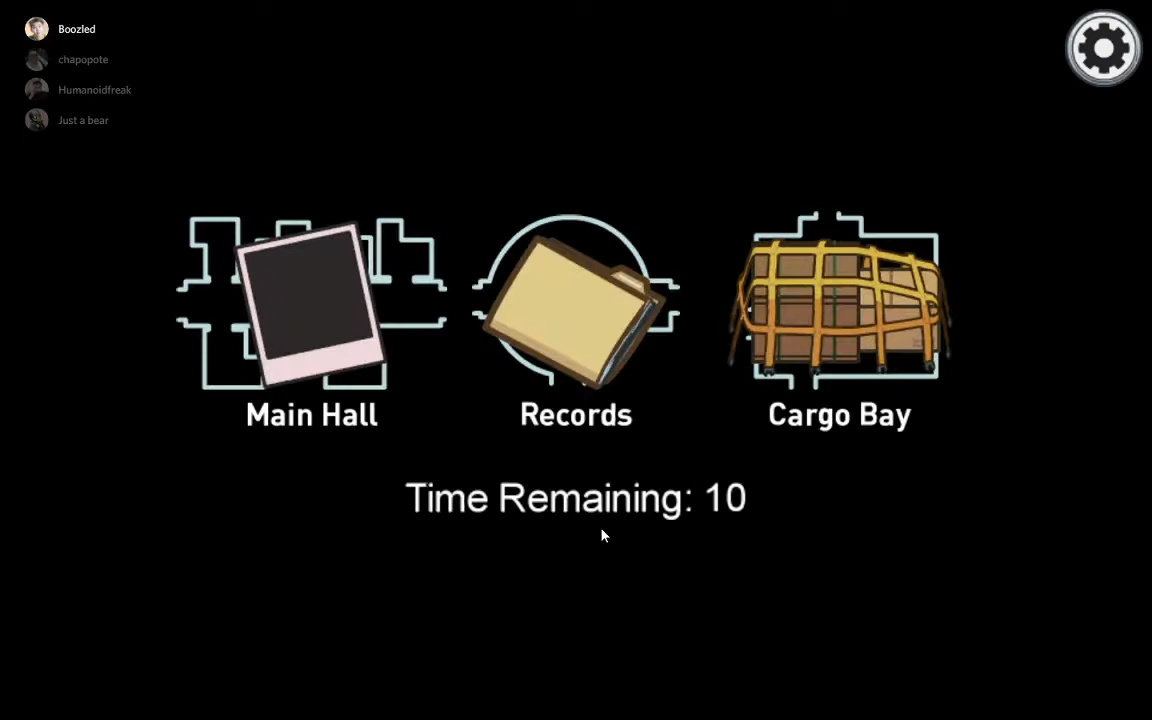 Boozled
chapopote
Humanoidfreak
Just a bear
Main Hall
Records
Cargo Bay
Time Remaining: 10